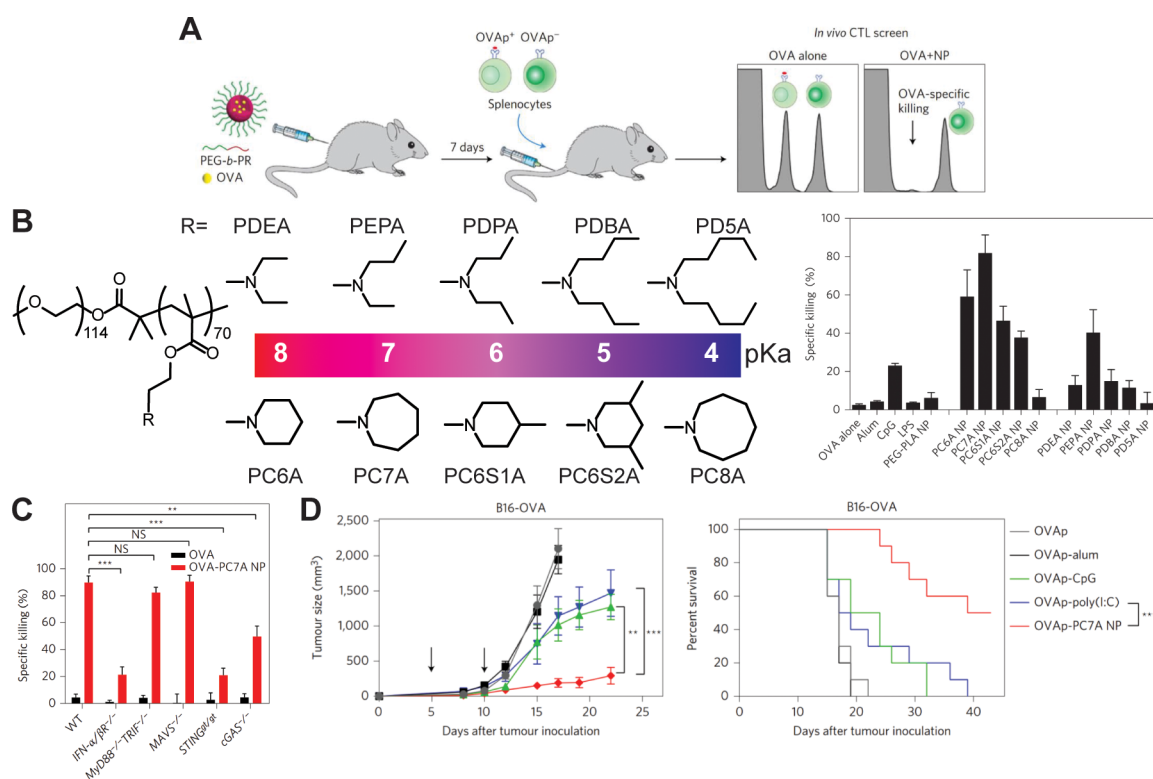 A
OVAp⁺ OVAp⁻
Splenocytes
PEG-b-PR
OVA
7 days
In vivo CTL screen
OVA alone
OVA+NP
OVA-specific
killing
B
R= PDEA PEPA PDPA PDBA PD5A
N N N N N
O O O 114 70 O O R
8 7 6 5 4 pKa
N N N N N
PC6A PC7A PC6S1A PC6S2A PC8A
Specific killing (%)
100
80
60
40
20
0
OVA alone
Alum
CpG
LPS
PEG-PLA NP
PC6A NP
PC7A NP
PC6S1A NP
PC6S2A NP
PC8A NP
PDEA NP
PEPA NP
PDPA NP
PDBA NP
PD5A NP
C
**
***
NS
NS
***
OVA
OVA-PC7A NP
Specific killing (%)
100
80
60
40
20
0
WT
IFN-α/βR⁻/⁻
MyD88⁻/⁻TRIF⁻/⁻
MAVS⁻/⁻
STINGgt/gt
cGAS⁻/⁻
D
B16-OVA
Tumour size (mm³)
2,500
2,000
1,500
1,000
500
0
** ***
0 5 10 15 20 25
Days after tumour inoculation
B16-OVA
Percent survival
100
80
60
40
20
0
0 10 20 30 40
Days after tumour inoculation
OVAp
OVAp-alum
OVAp-CpG
OVAp-poly(I:C)
OVAp-PC7A NP
**